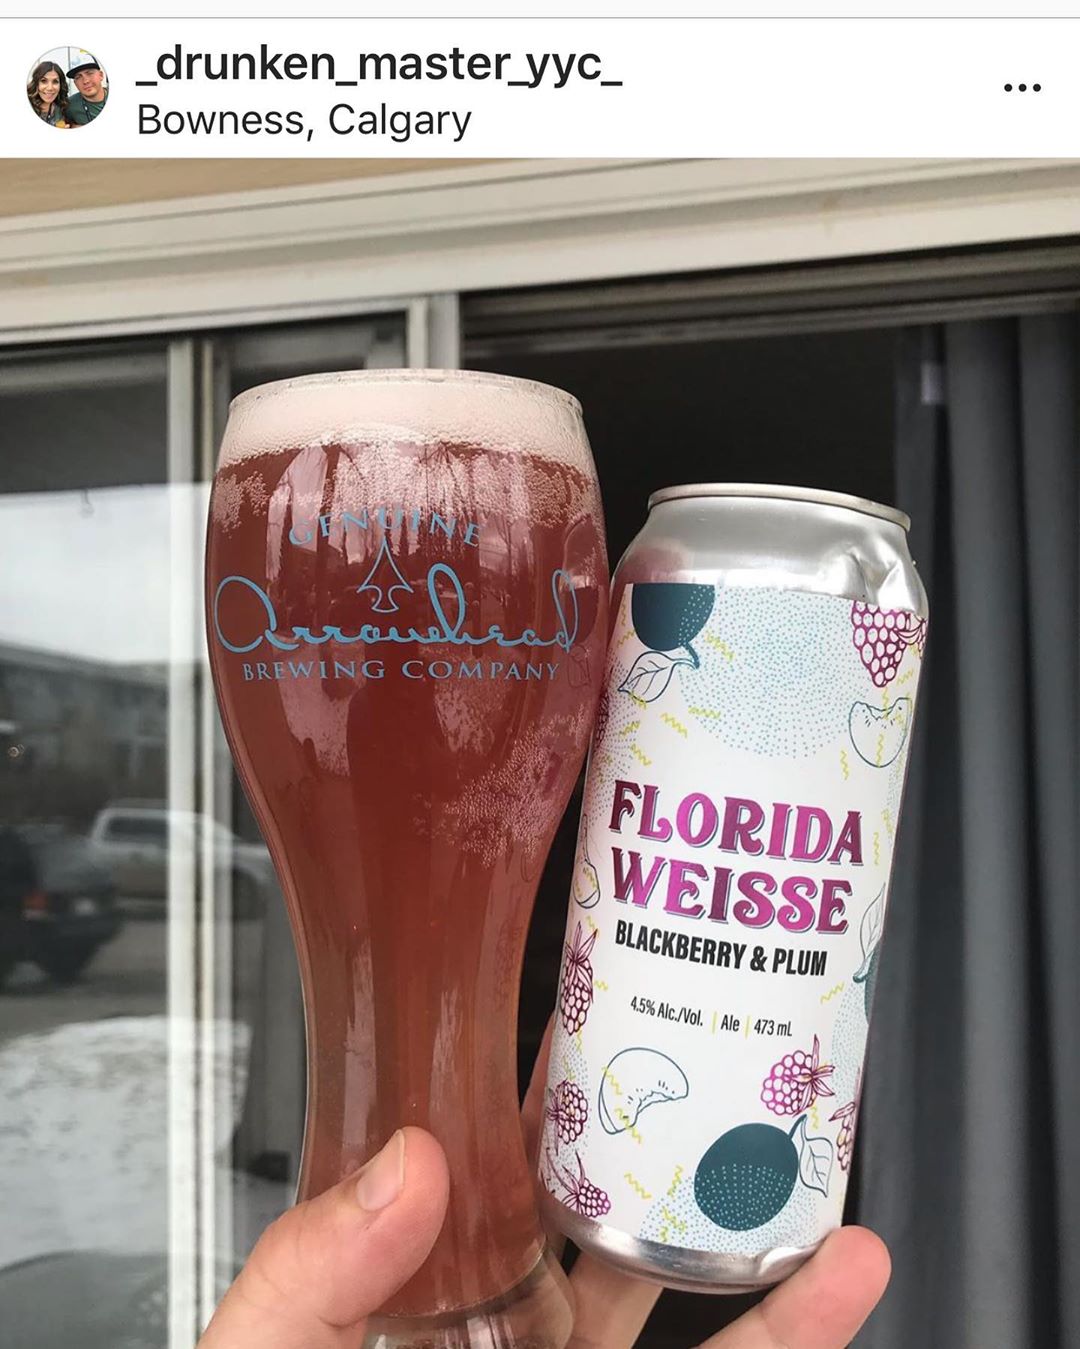 _drunken_master_yyc_
Bowness, Calgary
GENUINE
Arrowhead
BREWING COMPANY
FLORIDA
WEISSE
BLACKBERRY & PLUM
4.5% Alc./Vol. | Ale | 473 mL